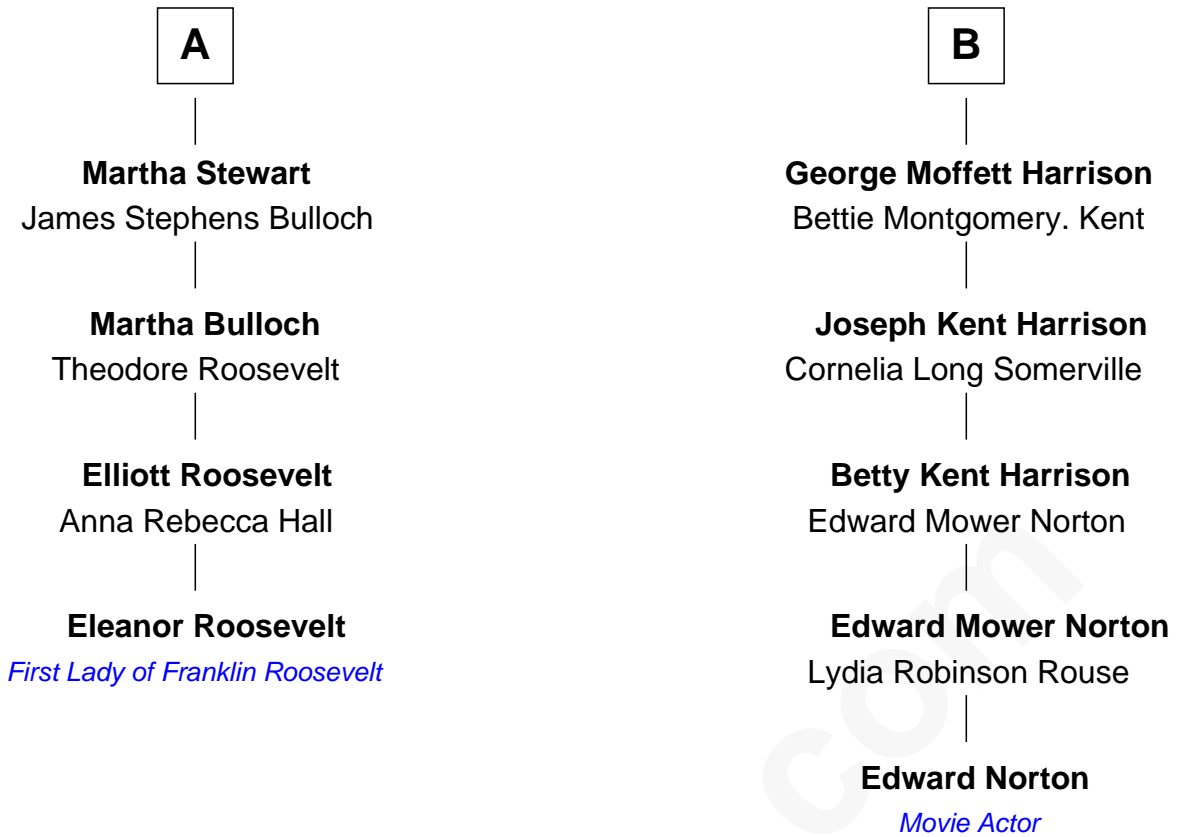 A
Martha Stewart
James Stephens Bulloch
Martha Bulloch
Theodore Roosevelt
Elliott Roosevelt
Anna Rebecca Hall
Eleanor Roosevelt
First Lady of Franklin Roosevelt
B
George Moffett Harrison
Bettie Montgomery. Kent
Joseph Kent Harrison
Cornelia Long Somerville
Betty Kent Harrison
Edward Mower Norton
Edward Mower Norton
Lydia Robinson Rouse
Edward Norton
Movie Actor
com